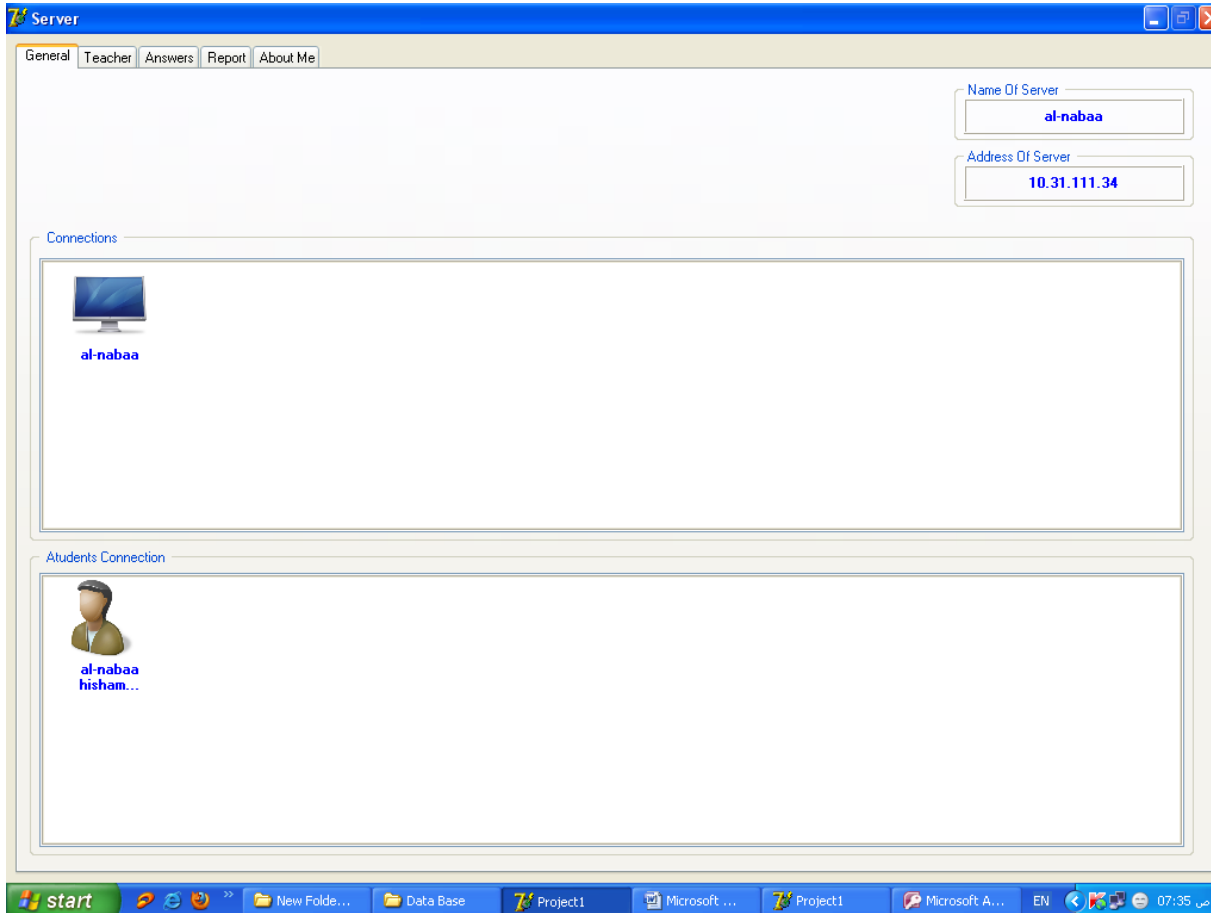 Server
General Teacher Answers Report About Me
Name Of Server
al-nabaa
Address Of Server
10.31.111.34
Connections
al-nabaa
Atudents Connection
al-nabaa
hisham...
start » New Folde... Data Base Project1 Microsoft ... Project1 Microsoft A... EN 07:35 ص